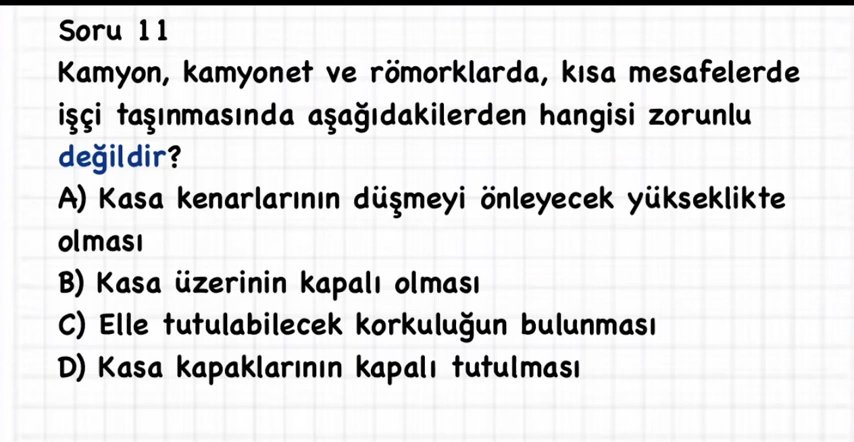 Soru 11
Kamyon, kamyonet ve römorklarda, kısa mesafelerde
işçi taşınmasında aşağıdakilerden hangisi zorunlu
değildir?
A) Kasa kenarlarının düşmeyi önleyecek yükseklikte
olması
B) Kasa üzerinin kapalı olması
C) Elle tutulabilecek korkuluğun bulunması
D) Kasa kapaklarının kapalı tutulması